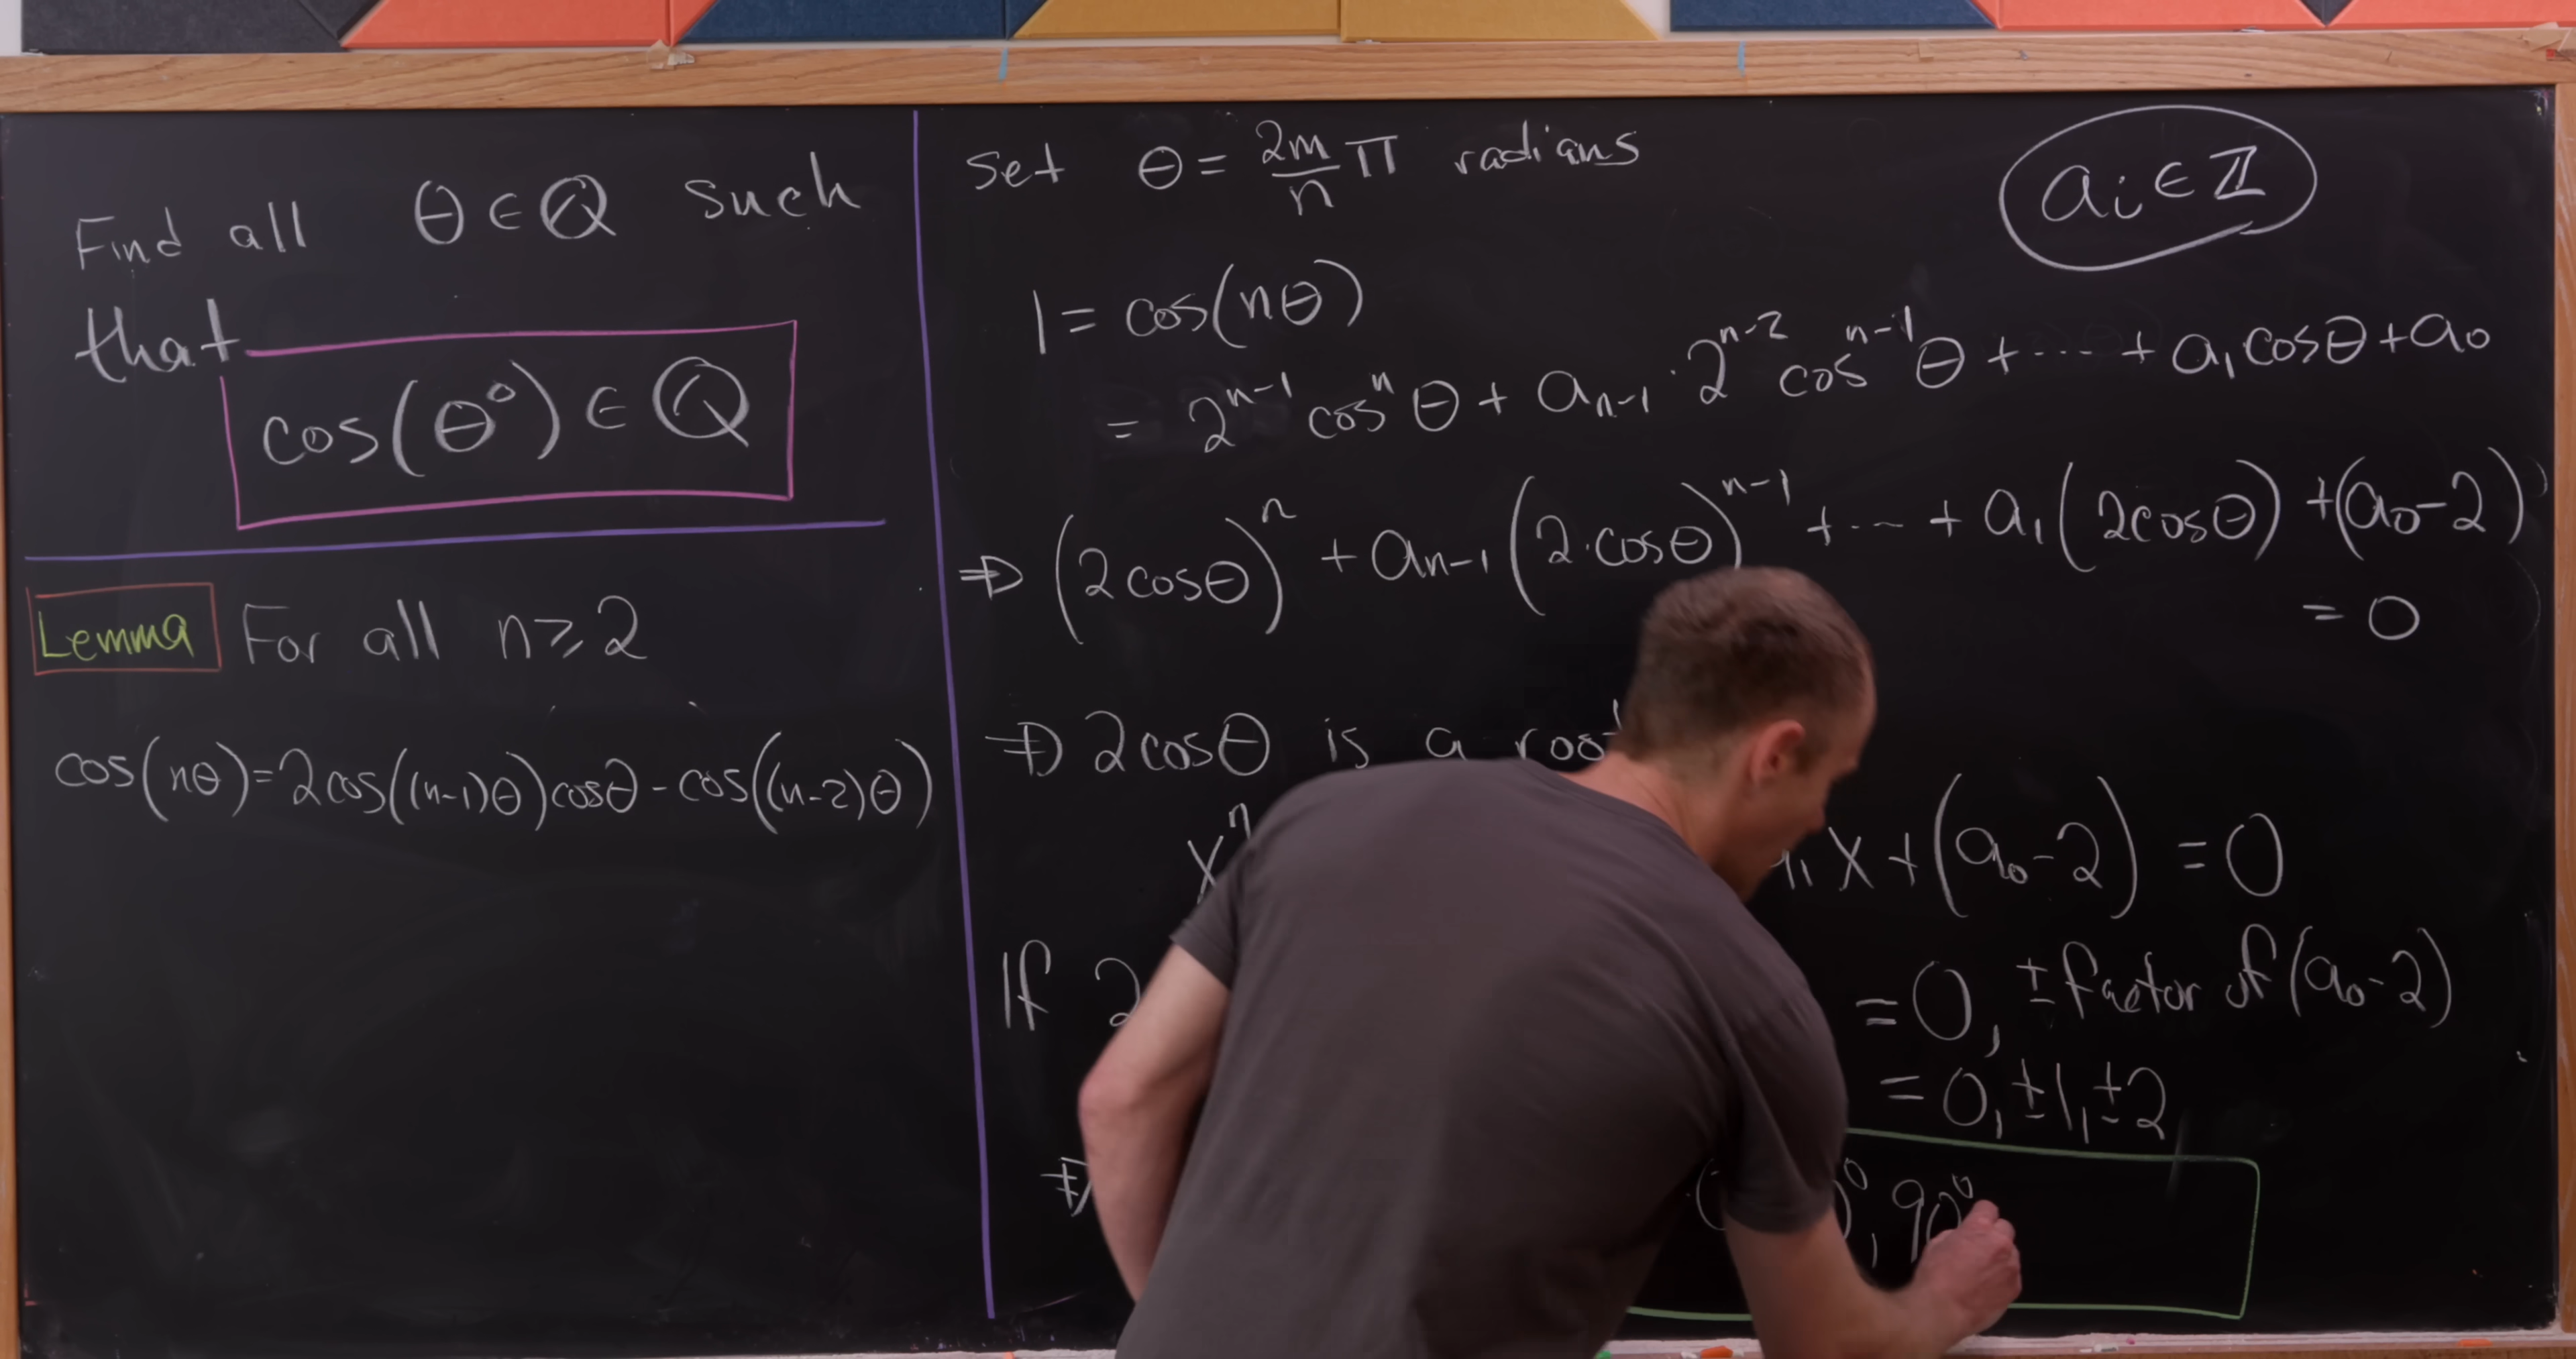 Find all θ ∈ ℚ such
that
cos(θ°) ∈ ℚ
Lemma For all n ≥ 2
cos(nθ)=2cos((n-1)θ)cosθ - cos((n-2)θ)
Set θ = 2m/n π radians
a_i ∈ ℤ
1 = cos(nθ)
= 2^{n-1} cos^n θ + a_{n-1} · 2^{n-2} cos^{n-1} θ + ⋯ + a_1 cosθ + a_0
⇒ (2cosθ)^n + a_{n-1} (2·cosθ)^{n-1} + ⋯ + a_1 (2cosθ) + (a_0-2)
= 0
⇒ 2cosθ is a
x^n x + (a_0-2) = 0
If 2 = 0, ± factor of (a_0-2)
= 0, ±1, ±2
⇒ , 90°